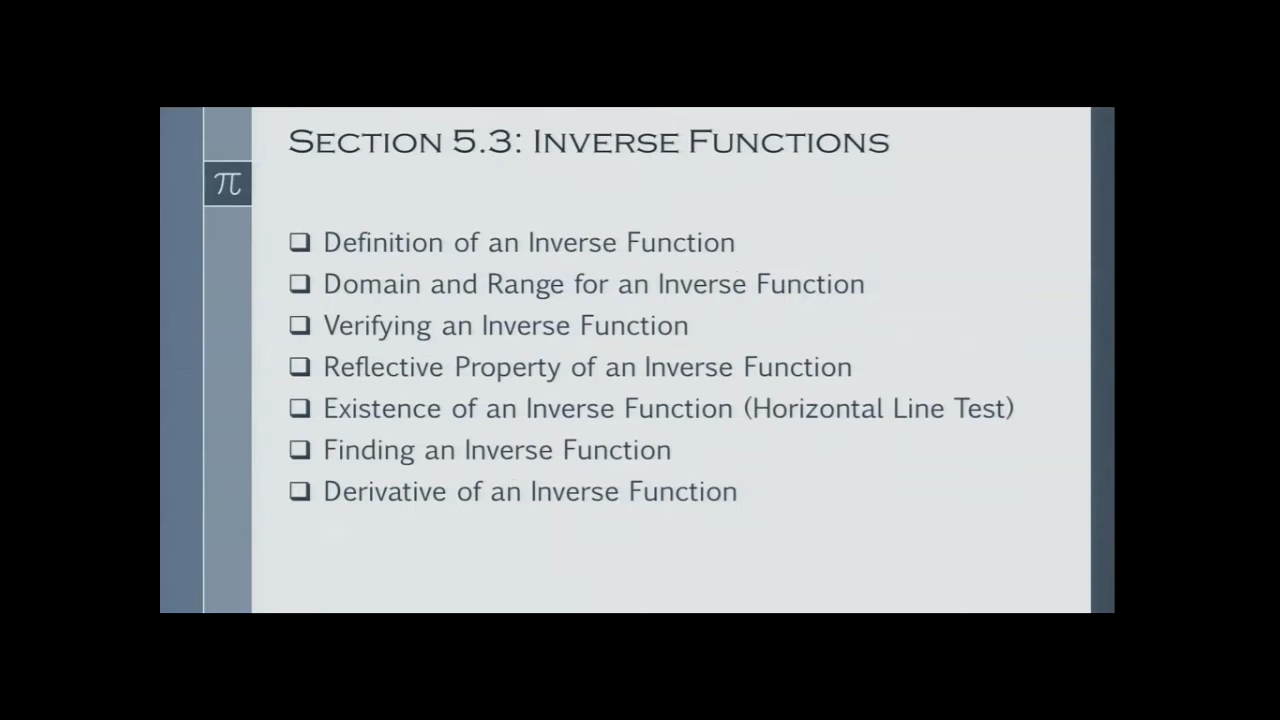 SECTION 5.3: INVERSE FUNCTIONS
π
❑ Definition of an Inverse Function
❑ Domain and Range for an Inverse Function
❑ Verifying an Inverse Function
❑ Reflective Property of an Inverse Function
❑ Existence of an Inverse Function (Horizontal Line Test)
❑ Finding an Inverse Function
❑ Derivative of an Inverse Function